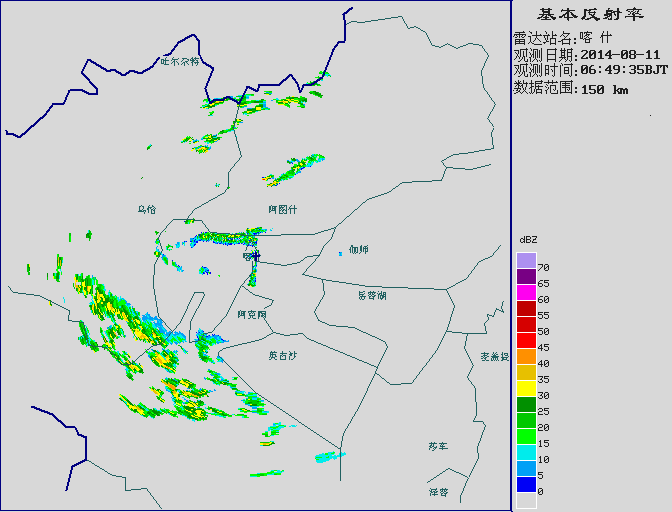 基本反射率
雷达站名:喀 什
观测日期:2014-08-11
观测时间:06:49:35BJT
数据范围:150 km
吐尔尕特
乌恰
阿图什
喀
伽师
岳普湖
阿克陶
英吉沙
麦盖提
莎车
泽普
dBZ
70
65
60
55
50
45
40
35
30
25
20
15
10
5
0